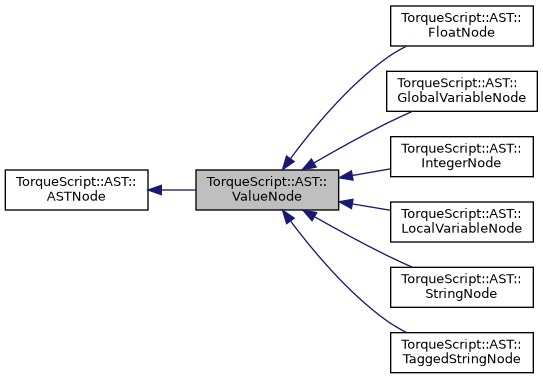 TorqueScript::AST::
ASTNode
TorqueScript::AST::
ValueNode
TorqueScript::AST::
FloatNode
TorqueScript::AST::
GlobalVariableNode
TorqueScript::AST::
IntegerNode
TorqueScript::AST::
LocalVariableNode
TorqueScript::AST::
StringNode
TorqueScript::AST::
TaggedStringNode